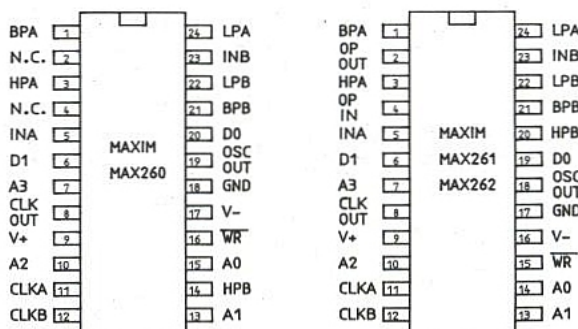 BPA 1 24 LPA
N.C. 2 23 INB
HPA 3 22 LPB
N.C. 4 21 BPB
INA 5 20 D0
D1 6 19 OSC OUT
A3 7 18 GND
CLK OUT 8 17 V-
V+ 9 16 WR
A2 10 15 A0
CLKA 11 14 HPB
CLKB 12 13 A1
MAXIM
MAX260
BPA 1 24 LPA
OP OUT 2 23 INB
HPA 3 22 LPB
OP IN 4 21 BPB
INA 5 20 HPB
D1 6 19 D0
A3 7 18 OSC OUT
CLK OUT 8 17 GND
V+ 9 16 V-
A2 10 15 WR
CLKA 11 14 A0
CLKB 12 13 A1
MAXIM
MAX261
MAX262